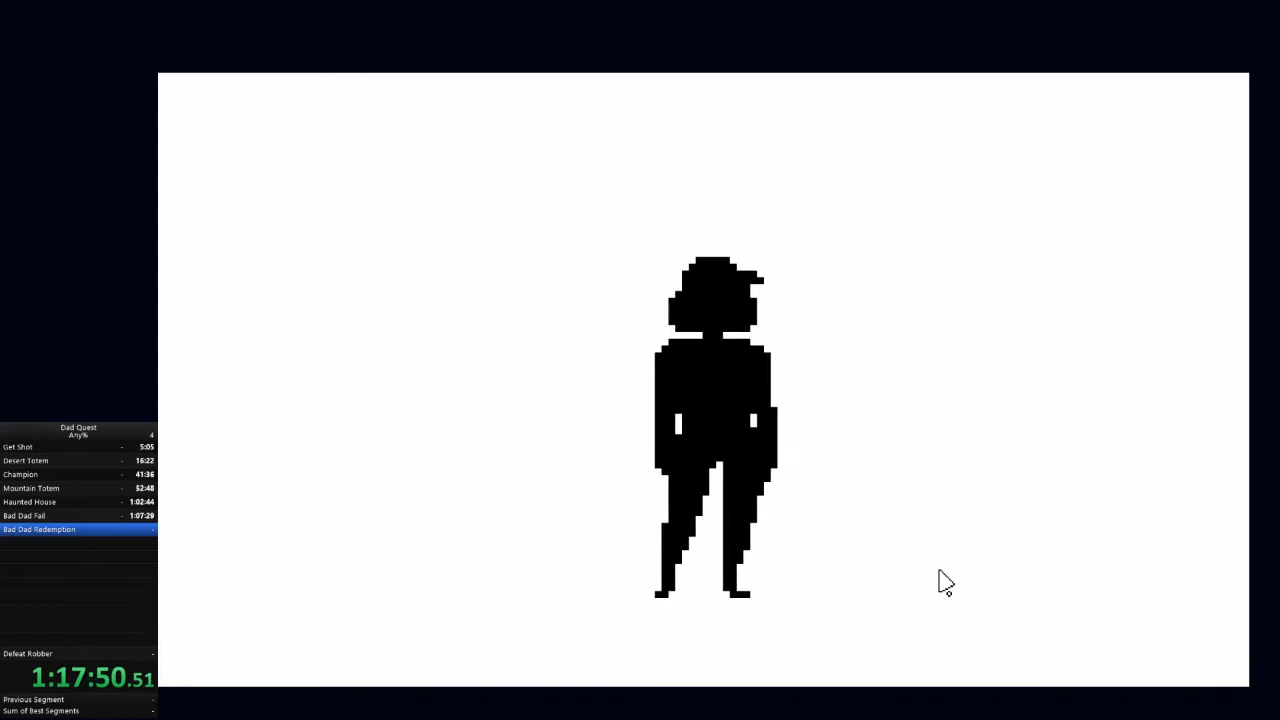 Dad Quest
Any% 4
Get Shot - 5:05
Desert Totem - 16:22
Champion - 41:36
Mountain Totem - 52:48
Haunted House - 1:02:44
Bad Dad Fail - 1:07:29
Bad Dad Redemption -
Defeat Robber -
1:17:50.51
Previous Segment -
Sum of Best Segments -